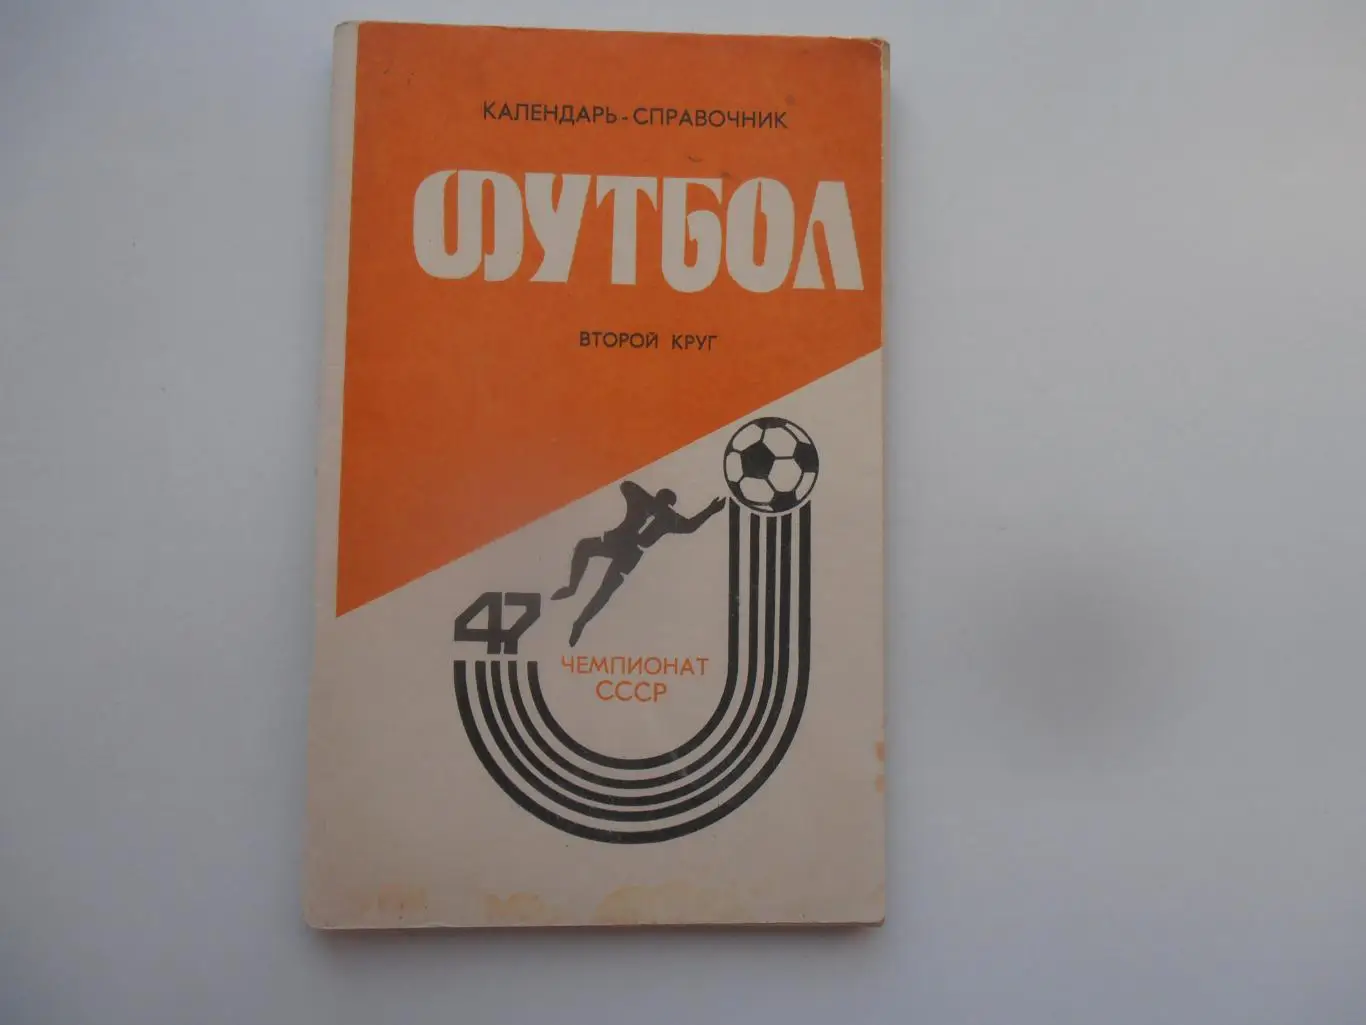 КАЛЕНДАРЬ-СПРАВОЧНИК
ФУТБОЛ
ВТОРОЙ КРУГ
47
ЧЕМПИОНАТ
СССР